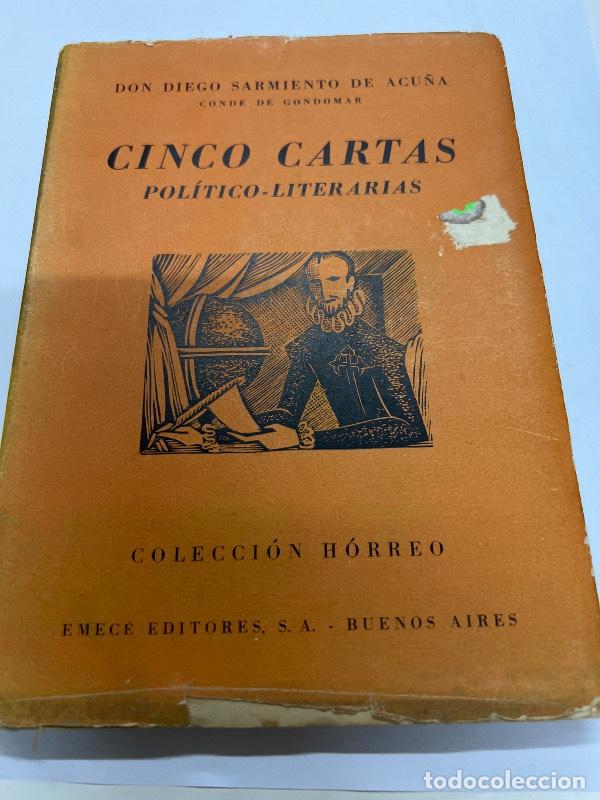 DON DIEGO SARMIENTO DE ACUÑA
CONDE DE GONDOMAR
CINCO CARTAS
POLÍTICO-LITERARIAS
COLECCIÓN HÓRREO
EMECÉ EDITORES, S. A. - BUENOS AIRES
todocoleccion.net